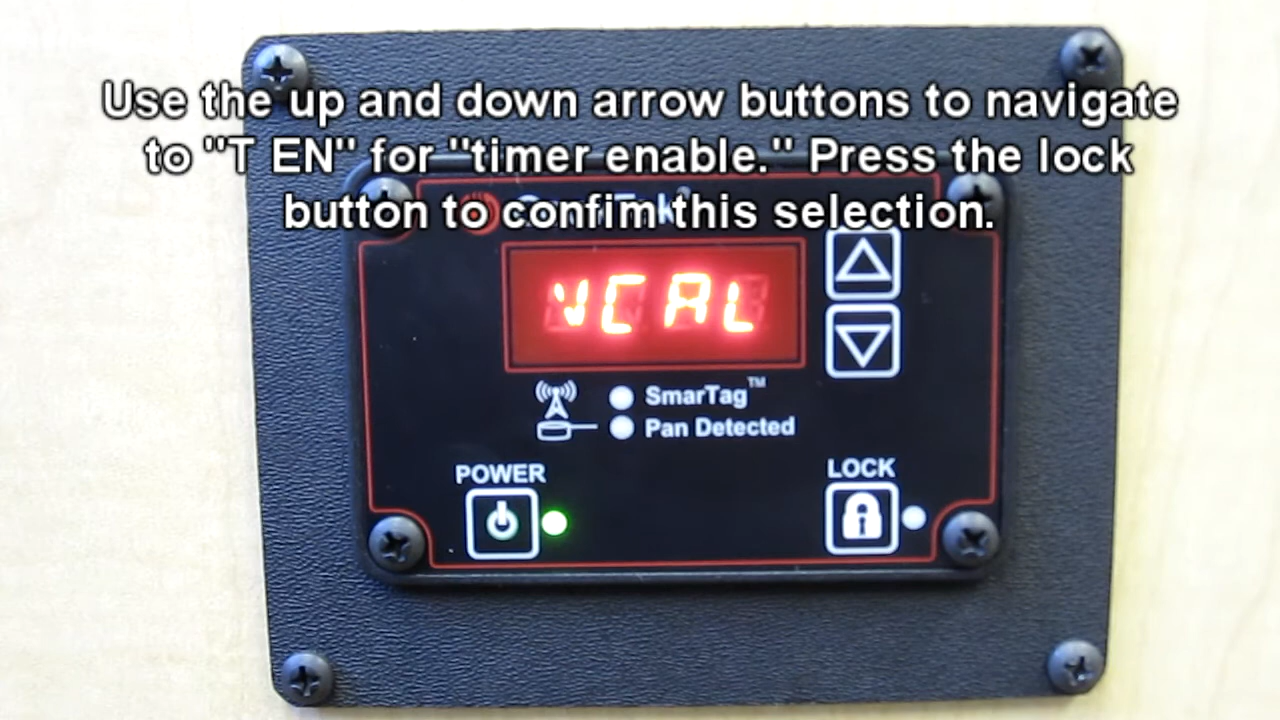 Use the up and down arrow buttons to navigate
to "T EN" for "timer enable." Press the lock
button to confim this selection.
VCAL
SmarTag™
Pan Detected
POWER
LOCK